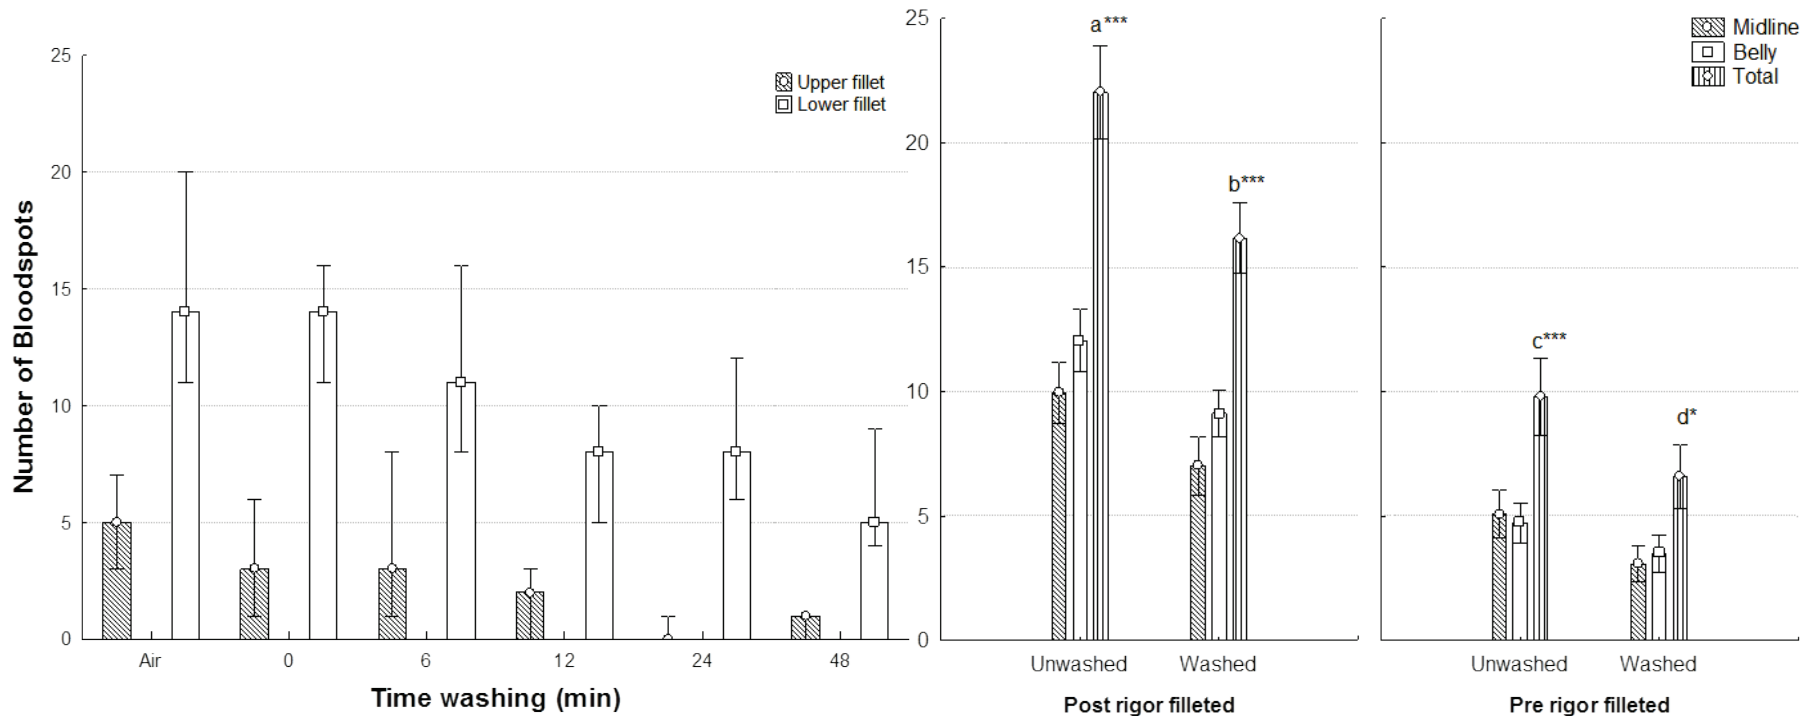 Number of Bloodspots
25
20
15
10
5
0
Upper fillet
Lower fillet
Air 0 6 12 24 48
Time washing (min)
25
20
15
10
5
0
a***
b***
Unwashed Washed
Post rigor filleted
Midline
Belly
Total
c***
d*
Unwashed Washed
Pre rigor filleted